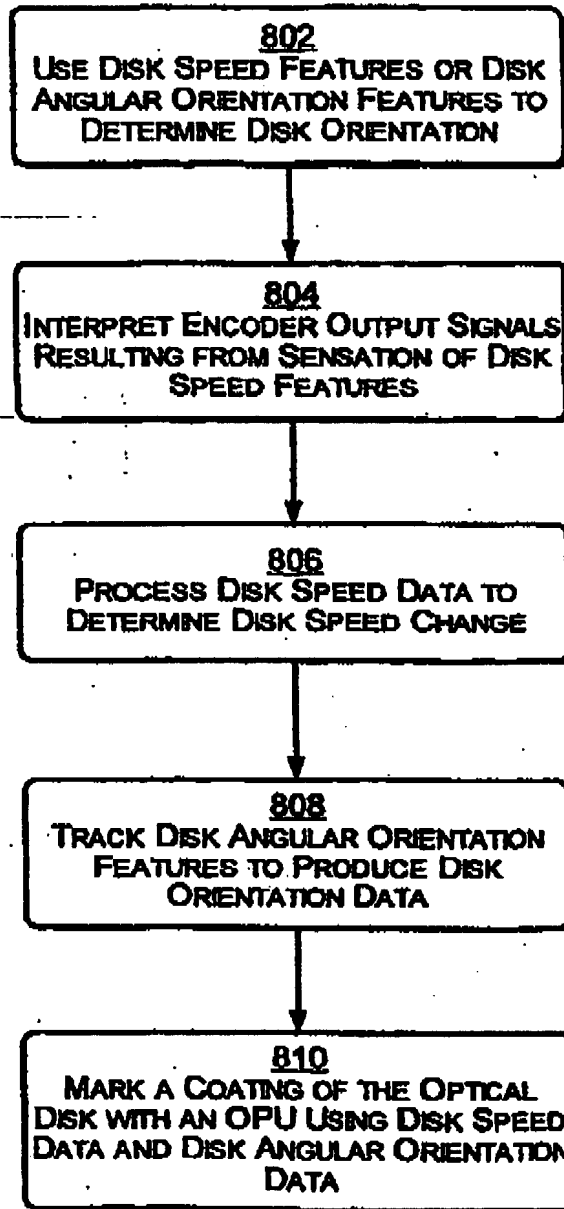 802
USE DISK SPEED FEATURES OR DISK
ANGULAR ORIENTATION FEATURES TO
DETERMINE DISK ORIENTATION
804
INTERPRET ENCODER OUTPUT SIGNALS
RESULTING FROM SENSATION OF DISK
SPEED FEATURES
806
PROCESS DISK SPEED DATA TO
DETERMINE DISK SPEED CHANGE
808
TRACK DISK ANGULAR ORIENTATION
FEATURES TO PRODUCE DISK
ORIENTATION DATA
810
MARK A COATING OF THE OPTICAL
DISK WITH AN OPU USING DISK SPEED
DATA AND DISK ANGULAR ORIENTATION
DATA